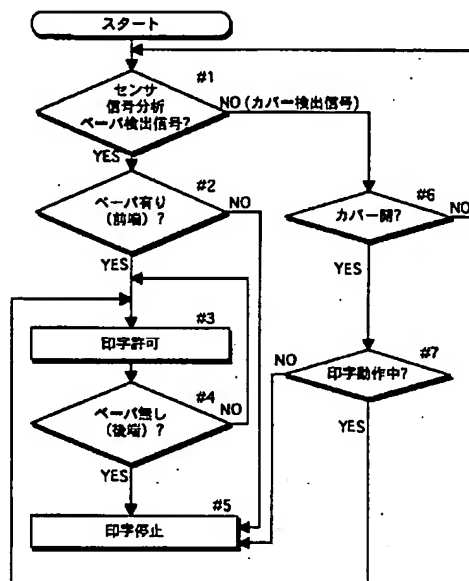 スタート
#1
センサ
信号分析
ペーパ検出信号?
NO (カバー検出信号)
YES
#2
ペーパ有り
(前端) ?
NO
YES
#6
カバー開?
NO
YES
#3
印字許可
#7
印字動作中?
NO
YES
#4
ペーパ無し
(後端) ?
NO
YES
#5
印字停止